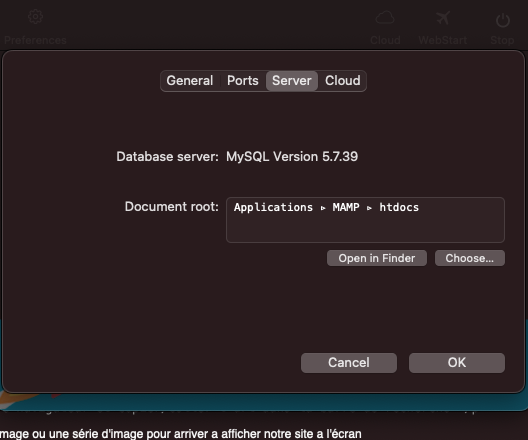 Preferences
Cloud
WebStart
Stop
General Ports Server Cloud
Database server: MySQL Version 5.7.39
Document root: Applications ▹ MAMP ▹ htdocs
Open in Finder Choose...
Cancel OK
mage ou une série d'image pour arriver a afficher notre site a l'écran